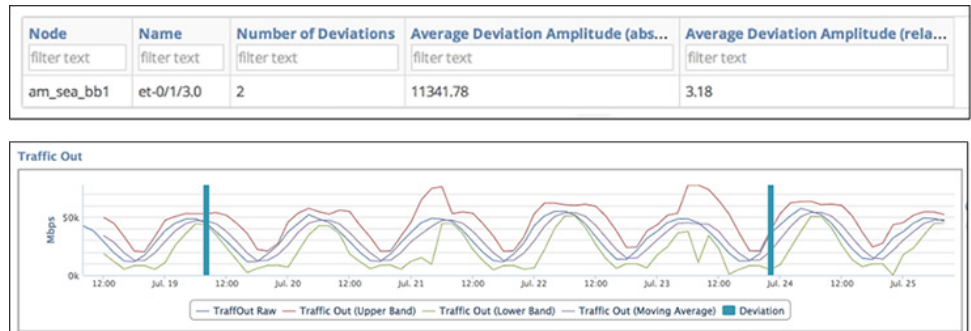 Node Name Number of Deviations Average Deviation Amplitude (abs... Average Deviation Amplitude (rela...
filter text filter text filter text filter text filter text
am_sea_bb1 et-0/1/3.0 2 11341.78 3.18
Traffic Out
Mbps
50k
0k
12:00 Jul. 19 12:00 Jul. 20 12:00 Jul. 21 12:00 Jul. 22 12:00 Jul. 23 12:00 Jul. 24 12:00 Jul. 25
TraffOut Raw Traffic Out (Upper Band) Traffic Out (Lower Band) Traffic Out (Moving Average) Deviation